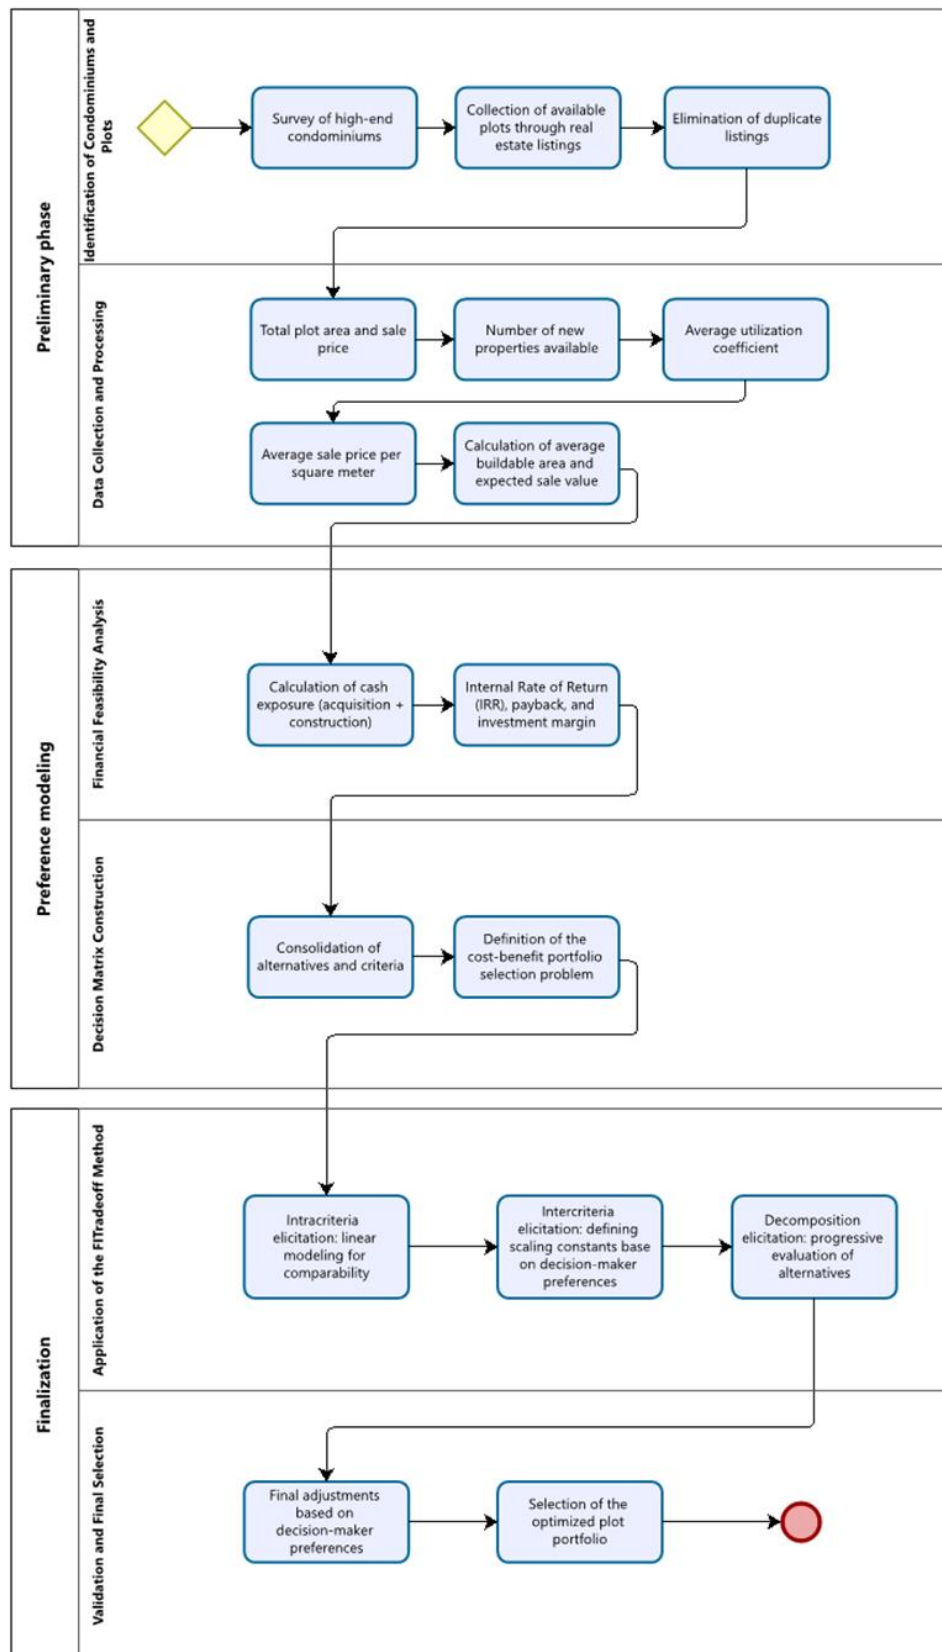 Preliminary phase
Identification of Condominiums and
Plots
Survey of high-end
condominiums
Collection of available
plots through real
estate listings
Elimination of duplicate
listings
Data Collection and Processing
Total plot area and sale
price
Number of new
properties available
Average utilization
coefficient
Average sale price per
square meter
Calculation of average
buildable area and
expected sale value
Preference modeling
Financial Feasibility Analysis
Calculation of cash
exposure (acquisition +
construction)
Internal Rate of Return
(IRR), payback, and
investment margin
Decision Matrix Construction
Consolidation of
alternatives and criteria
Definition of the
cost-benefit portfolio
selection problem
Finalization
Application of the FITradeoff Method
Intracriteria
elicitation: linear
modeling for
comparability
Intercriteria
elicitation: defining
scaling constants base
on decision-maker
preferences
Decomposition
elicitation: progressive
evaluation of
alternatives
Validation and Final Selection
Final adjustments
based on
decision-maker
preferences
Selection of the
optimized plot
portfolio